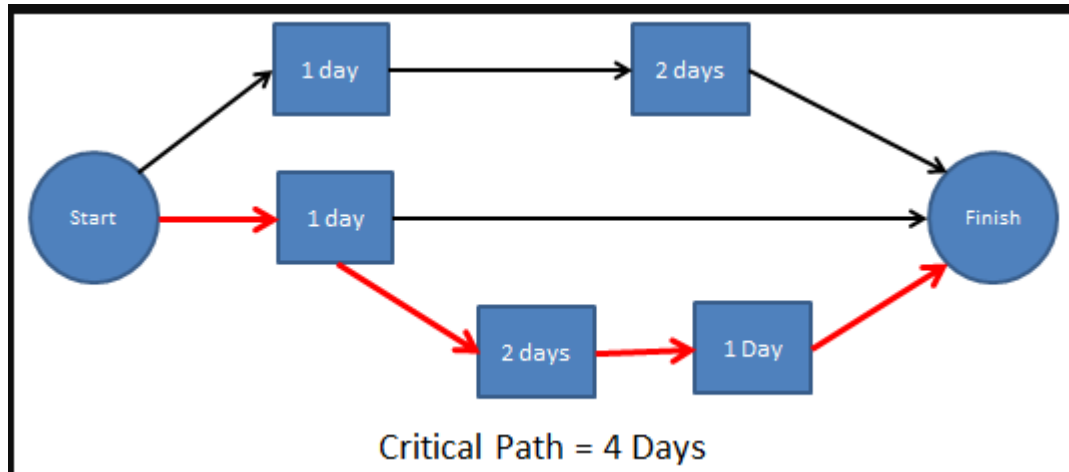 1 day
2 days
Start
1 day
Finish
2 days
1 Day
Critical Path = 4 Days